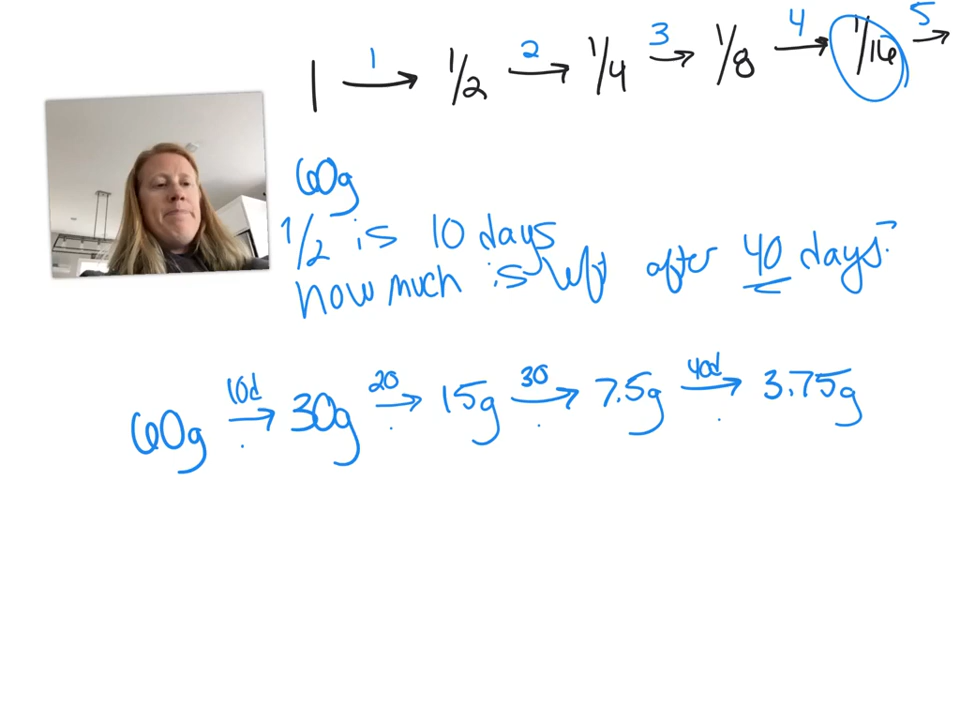 1 →1 1/2 →2 1/4 →3 1/8 →4 1/16 →5
60g
1/2 is 10 days
how much is left after 40 days?
60g →10d 30g →20 15g →30 7.5g →40d 3.75g